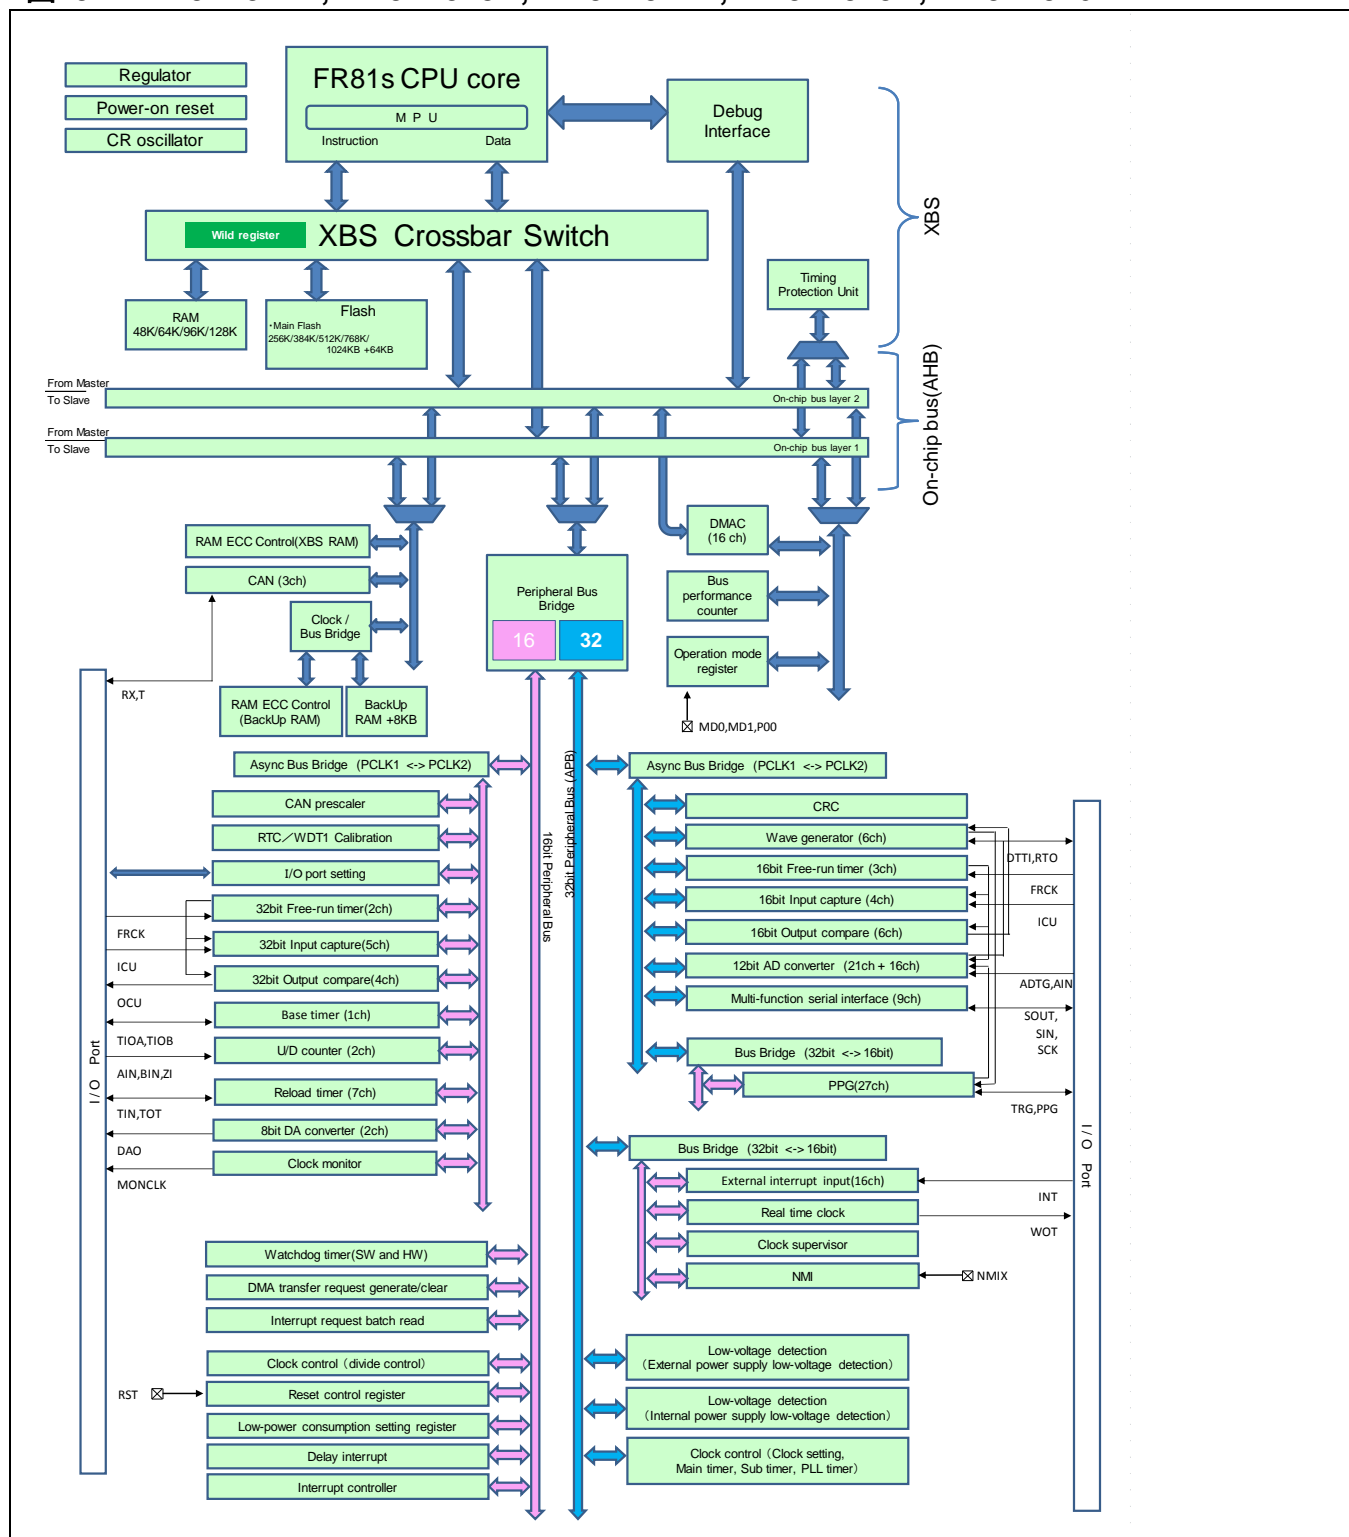 Regulator
Power-on reset
CR oscillator
FR81s CPU core
M P U
Instruction
Data
Debug
Interface
XBS
Wild register
XBS Crossbar Switch
Timing
Protection Unit
RAM
48K/64K/96K/128K
Flash
・Main Flash
256K/384K/512K/768K/
1024KB +64KB
On-chip bus(AHB)
From Master
To Slave
On-chip bus layer 2
From Master
To Slave
On-chip bus layer 1
RAM ECC Control(XBS RAM)
CAN (3ch)
Clock /
Bus Bridge
RAM ECC Control
(BackUp RAM)
BackUp
RAM +8KB
RX,T
Peripheral Bus
Bridge
16
32
DMAC
(16 ch)
Bus
performance
counter
Operation mode
register
MD0,MD1,P00
16bit Peripheral Bus
32bit Peripheral Bus (APB)
Async Bus Bridge (PCLK1 <-> PCLK2)
CAN prescaler
RTC／WDT1 Calibration
I/O port setting
32bit Free-run timer(2ch)
FRCK
32bit Input capture(5ch)
ICU
32bit Output compare(4ch)
OCU
Base timer (1ch)
TIOA,TIOB
U/D counter (2ch)
AIN,BIN,ZI
Reload timer (7ch)
TIN,TOT
8bit DA converter (2ch)
DAO
Clock monitor
MONCLK
I/O Port
Async Bus Bridge (PCLK1 <-> PCLK2)
CRC
Wave generator (6ch)
DTTI,RTO
16bit Free-run timer (3ch)
FRCK
16bit Input capture (4ch)
ICU
16bit Output compare (6ch)
12bit AD converter (21ch + 16ch)
ADTG,AIN
Multi-function serial interface (9ch)
SOUT,
SIN,
SCK
Bus Bridge (32bit <-> 16bit)
PPG(27ch)
TRG,PPG
I/O Port
Bus Bridge (32bit <-> 16bit)
External interrupt input(16ch)
INT
Real time clock
WOT
Clock supervisor
NMI
NMIX
Watchdog timer(SW and HW)
DMA transfer request generate/clear
Interrupt request batch read
Clock control（divide control）
RST
Reset control register
Low-power consumption setting register
Delay interrupt
Interrupt controller
Low-voltage detection
（External power supply low-voltage detection）
Low-voltage detection
（Internal power supply low-voltage detection）
Clock control（Clock setting,
Main timer, Sub timer, PLL timer）